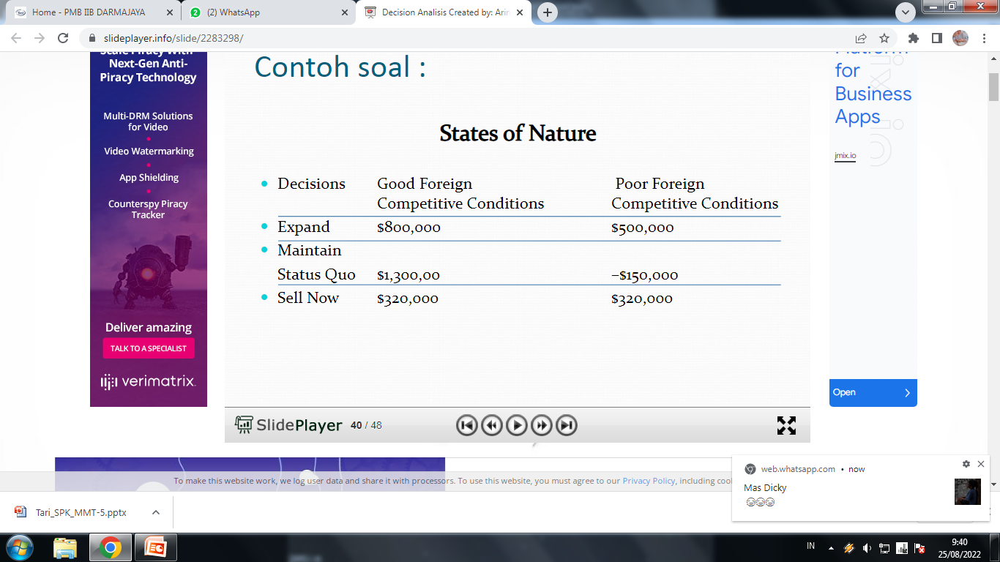 Home - PMB IIB DARMAJAYA
(2) WhatsApp
Decision Analisis Created by: Arin
slideplayer.info/slide/2283298/
Scale Piracy With
Next-Gen Anti-
Piracy Technology
Multi-DRM Solutions
for Video
Video Watermarking
App Shielding
Counterspy Piracy
Tracker
Deliver amazing
TALK TO A SPECIALIST
verimatrix
Contoh soal :
States of Nature
Decisions Good Foreign Poor Foreign
Competitive Conditions Competitive Conditions
Expand $800,000 $500,000
Maintain
Status Quo $1,300,00 –$150,000
Sell Now $320,000 $320,000
SlidePlayer 40 / 48
Platform
for
Business
Apps
jmix.io
Open
To make this website work, we log user data and share it with processors. To use this website, you must agree to our Privacy Policy, including
web.whatsapp.com • now
Mas Dicky
Tari_SPK_MMT-5.pptx
IN
9:40
25/08/2022